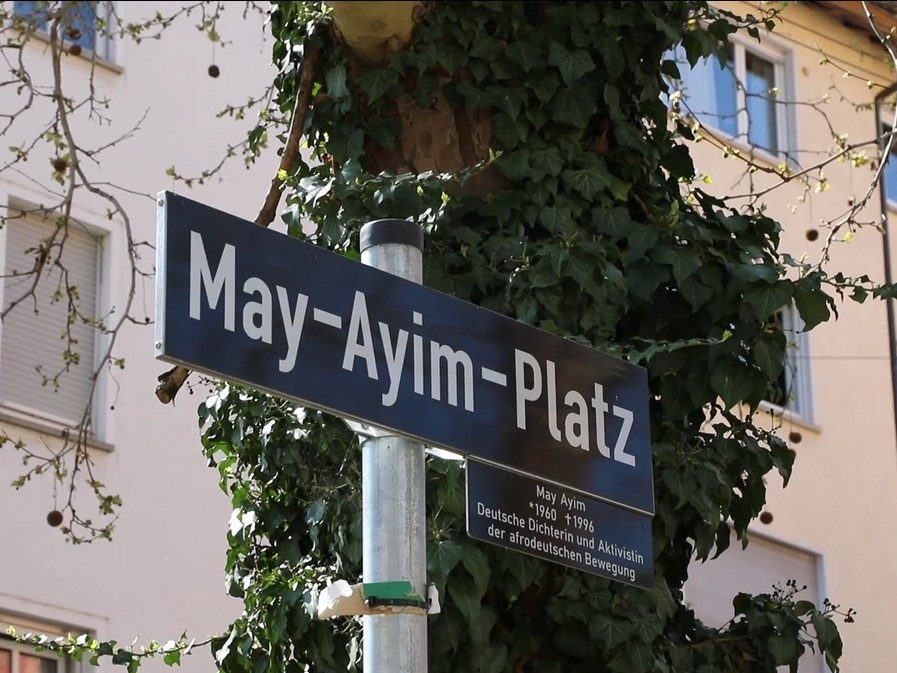 May-Ayim-Platz
May Ayim
*1960 †1996
Deutsche Dichterin und Aktivistin
der afrodeutschen Bewegung